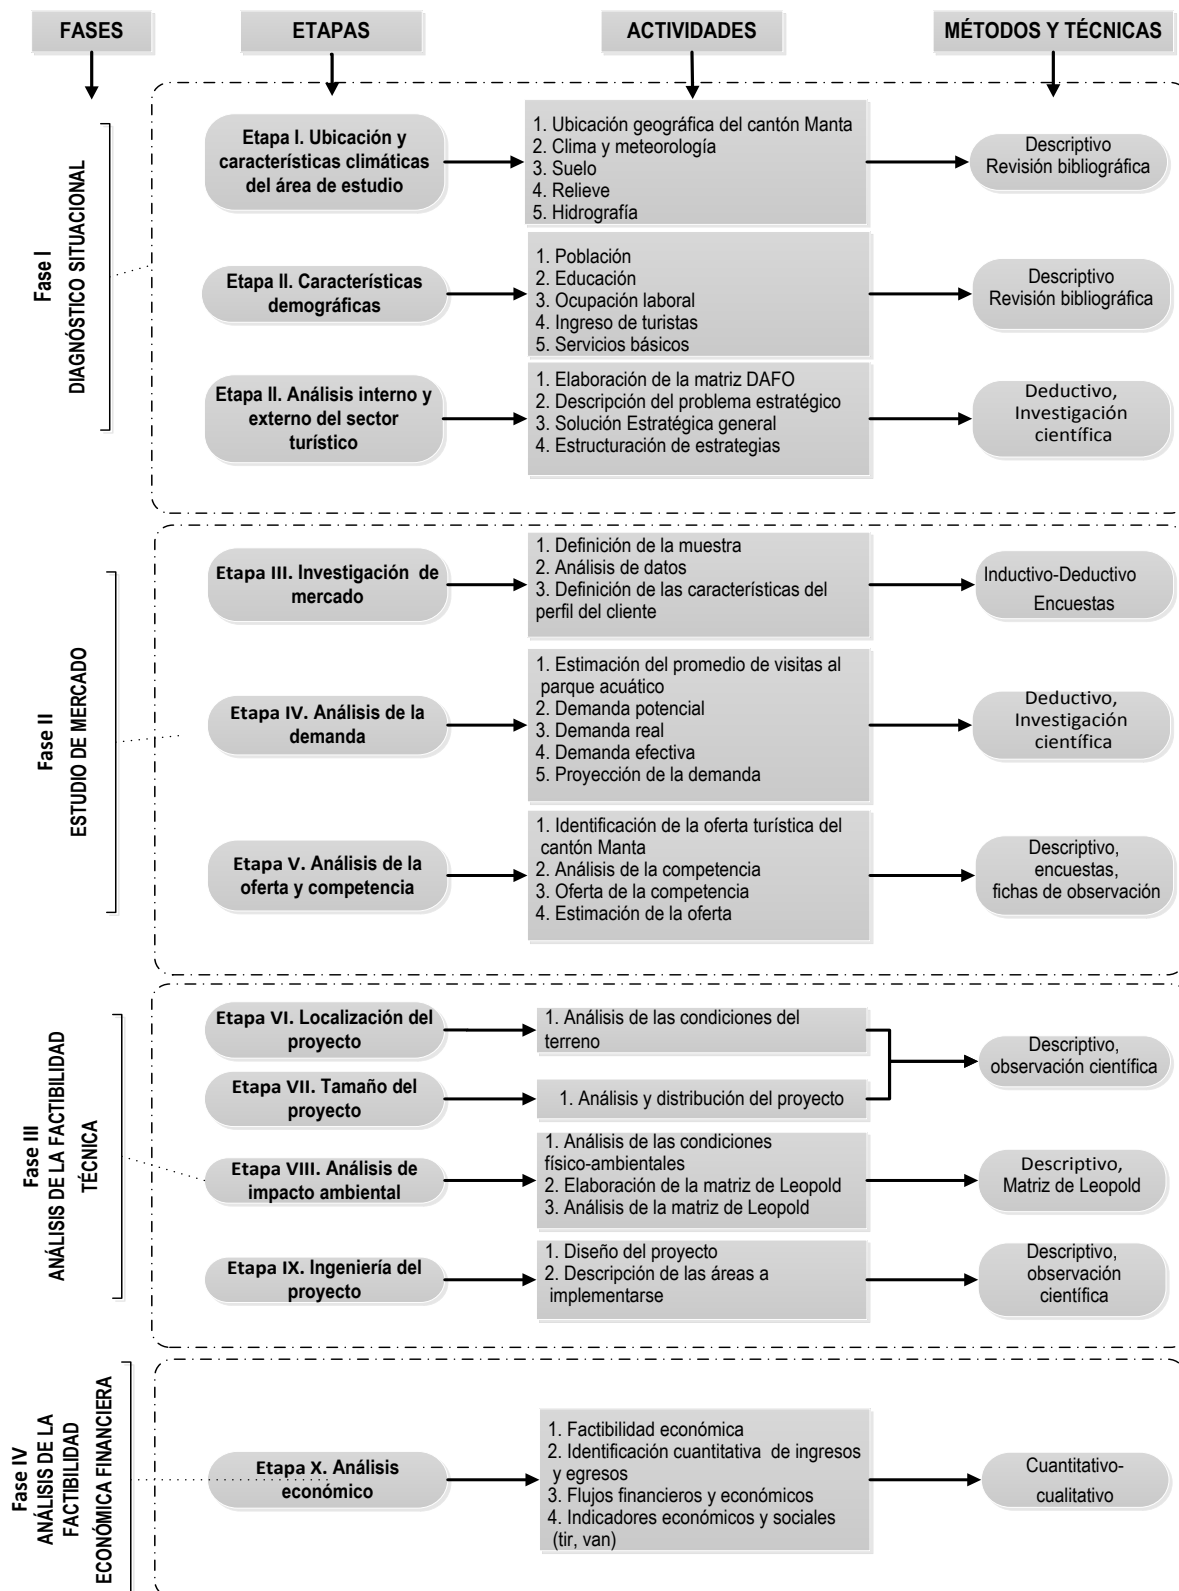 FASES
ETAPAS
ACTIVIDADES
MÉTODOS Y TÉCNICAS
Fase I
DIAGNÓSTICO SITUACIONAL
Etapa I. Ubicación y
características climáticas
del área de estudio
1. Ubicación geográfica del cantón Manta
2. Clima y meteorología
3. Suelo
4. Relieve
5. Hidrografía
Descriptivo
Revisión bibliográfica
Etapa II. Características
demográficas
1. Población
2. Educación
3. Ocupación laboral
4. Ingreso de turistas
5. Servicios básicos
Descriptivo
Revisión bibliográfica
Etapa II. Análisis interno y
externo del sector
turístico
1. Elaboración de la matriz DAFO
2. Descripción del problema estratégico
3. Solución Estratégica general
4. Estructuración de estrategias
Deductivo,
Investigación
científica
Fase II
ESTUDIO DE MERCADO
Etapa III. Investigación de
mercado
1. Definición de la muestra
2. Análisis de datos
3. Definición de las características del
perfil del cliente
Inductivo-Deductivo
Encuestas
Etapa IV. Análisis de la
demanda
1. Estimación del promedio de visitas al
parque acuático
2. Demanda potencial
3. Demanda real
4. Demanda efectiva
5. Proyección de la demanda
Deductivo,
Investigación
científica
Etapa V. Análisis de la
oferta y competencia
1. Identificación de la oferta turística del
cantón Manta
2. Análisis de la competencia
3. Oferta de la competencia
4. Estimación de la oferta
Descriptivo,
encuestas,
fichas de observación
Fase III
ANÁLISIS DE LA FACTIBILIDAD
TÉCNICA
Etapa VI. Localización del
proyecto
1. Análisis de las condiciones del
terreno
Descriptivo,
observación científica
Etapa VII. Tamaño del
proyecto
1. Análisis y distribución del proyecto
Etapa VIII. Análisis de
impacto ambiental
1. Análisis de las condiciones
físico-ambientales
2. Elaboración de la matriz de Leopold
3. Análisis de la matriz de Leopold
Descriptivo,
Matriz de Leopold
Etapa IX. Ingeniería del
proyecto
1. Diseño del proyecto
2. Descripción de las áreas a
implementarse
Descriptivo,
observación
científica
Fase IV
ANÁLISIS DE LA
FACTIBILIDAD
ECONÓMICA FINANCIERA
Etapa X. Análisis
económico
1. Factibilidad económica
2. Identificación cuantitativa de ingresos
y egresos
3. Flujos financieros y económicos
4. Indicadores económicos y sociales
(tir, van)
Cuantitativo-
cualitativo